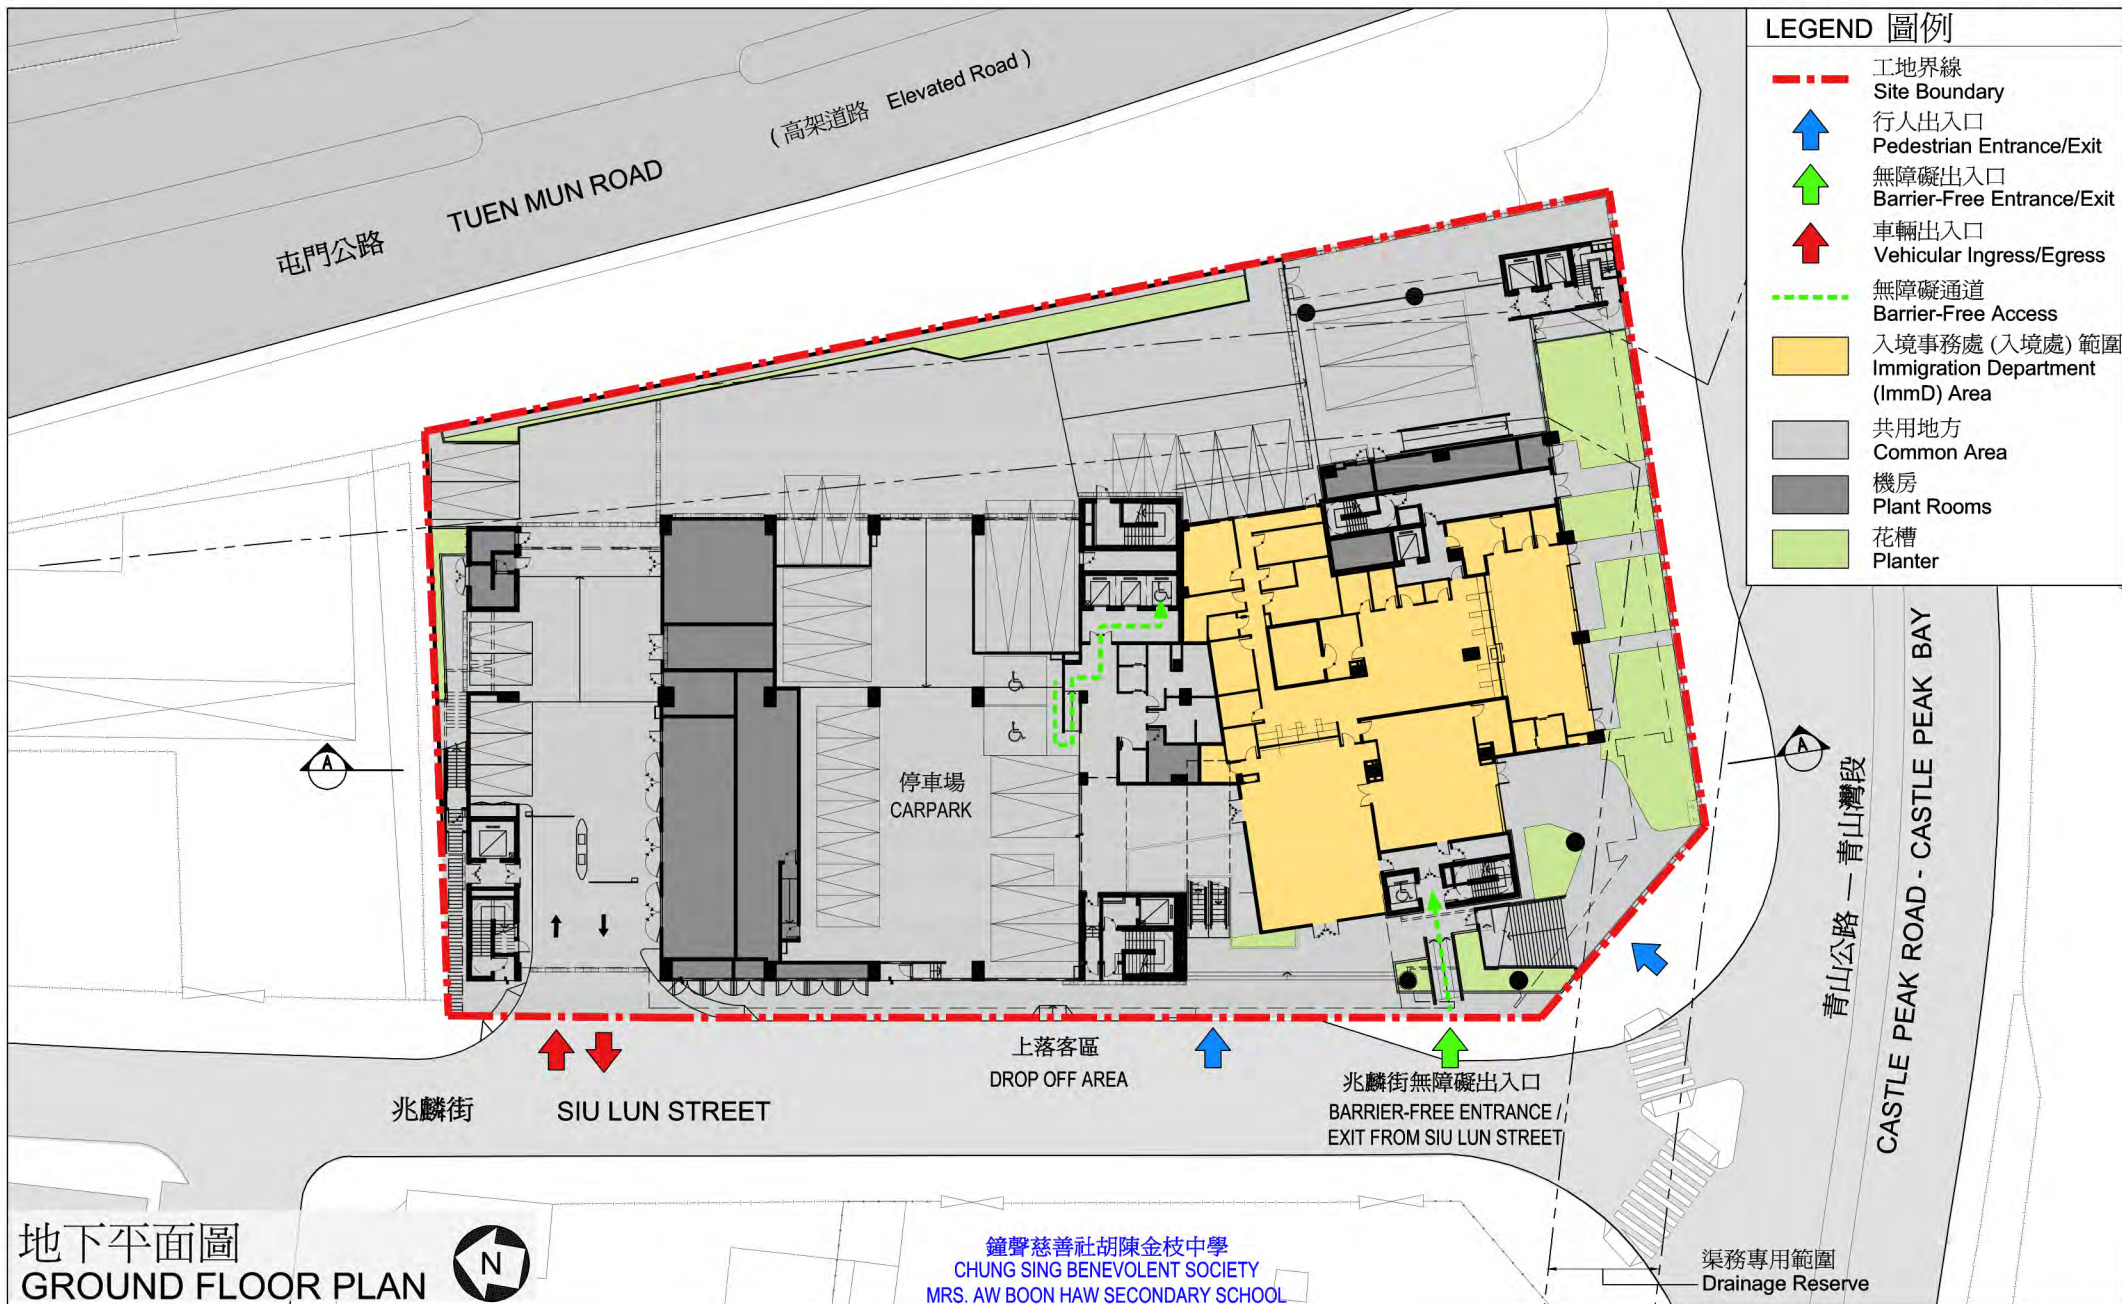 LEGEND 圖例
工地界線
Site Boundary
行人出入口
Pedestrian Entrance/Exit
無障礙出入口
Barrier-Free Entrance/Exit
車輛出入口
Vehicular Ingress/Egress
無障礙通道
Barrier-Free Access
入境事務處 (入境處) 範圍
Immigration Department
(ImmD) Area
共用地方
Common Area
機房
Plant Rooms
花槽
Planter
(高架道路 Elevated Road )
屯門公路 TUEN MUN ROAD
A
A
停車場
CARPARK
青山公路 — 青山灣段
CASTLE PEAK ROAD - CASTLE PEAK BAY
上落客區
DROP OFF AREA
兆麟街無障礙出入口
BARRIER-FREE ENTRANCE /
EXIT FROM SIU LUN STREET
兆麟街 SIU LUN STREET
地下平面圖
GROUND FLOOR PLAN
N
鐘聲慈善社胡陳金枝中學
CHUNG SING BENEVOLENT SOCIETY
MRS. AW BOON HAW SECONDARY SCHOOL
渠務專用範圍
Drainage Reserve